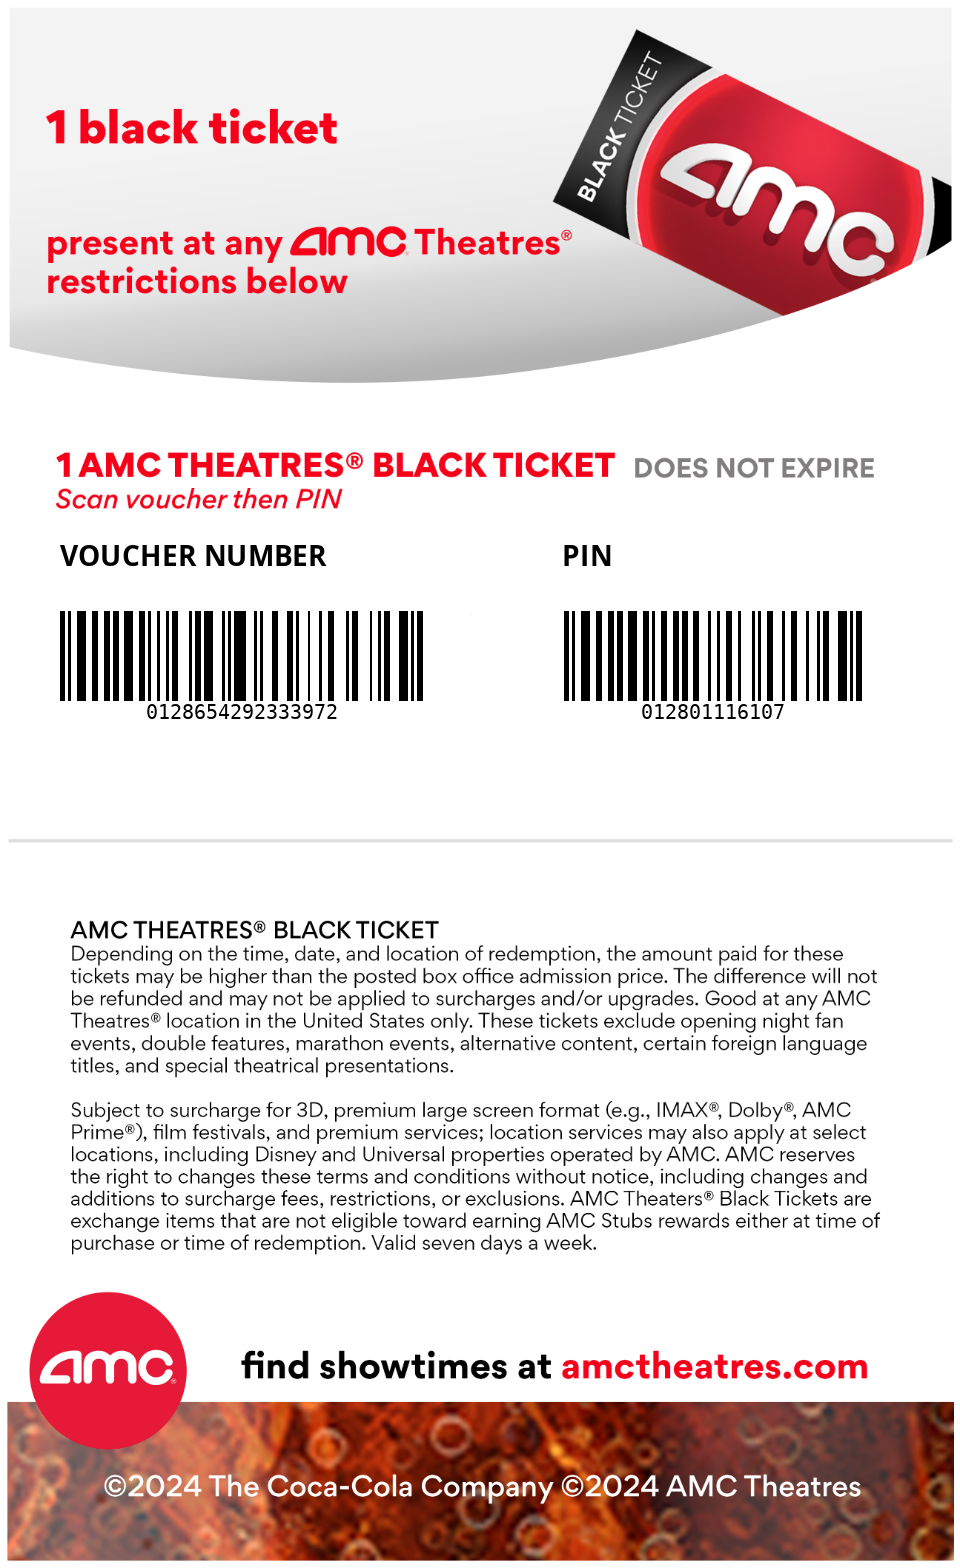 BLACK TICKET
amc
1 black ticket
present at any amc Theatres®
restrictions below
1 AMC THEATRES® BLACK TICKET DOES NOT EXPIRE
Scan voucher then PIN
VOUCHER NUMBER PIN
0128654292333972 012801116107
AMC THEATRES® BLACK TICKET
Depending on the time, date, and location of redemption, the amount paid for these
tickets may be higher than the posted box office admission price. The difference will not
be refunded and may not be applied to surcharges and/or upgrades. Good at any AMC
Theatres® location in the United States only. These tickets exclude opening night fan
events, double features, marathon events, alternative content, certain foreign language
titles, and special theatrical presentations.
Subject to surcharge for 3D, premium large screen format (e.g., IMAX®, Dolby®, AMC
Prime®), film festivals, and premium services; location services may also apply at select
locations, including Disney and Universal properties operated by AMC. AMC reserves
the right to changes these terms and conditions without notice, including changes and
additions to surcharge fees, restrictions, or exclusions. AMC Theaters® Black Tickets are
exchange items that are not eligible toward earning AMC Stubs rewards either at time of
purchase or time of redemption. Valid seven days a week.
amc®
find showtimes at amctheatres.com
©2024 The Coca-Cola Company ©2024 AMC Theatres